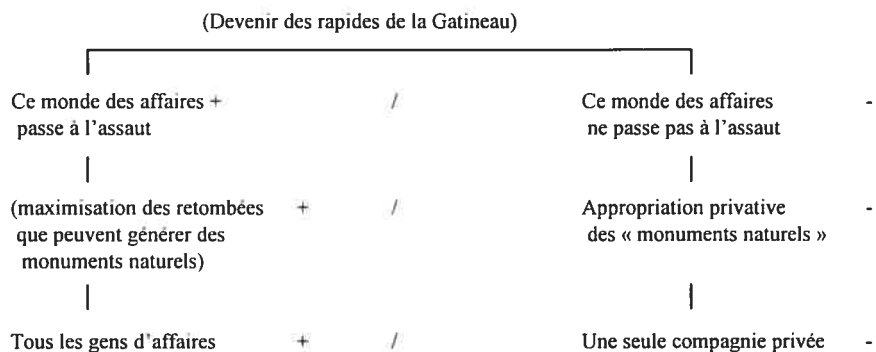 (Devenir des rapides de la Gatineau)
Ce monde des affaires + / Ce monde des affaires -
passe à l'assaut ne passe pas à l'assaut
(maximisation des retombées + / Appropriation privative -
que peuvent générer des des « monuments naturels »
monuments naturels)
Tous les gens d'affaires + / Une seule compagnie privée -